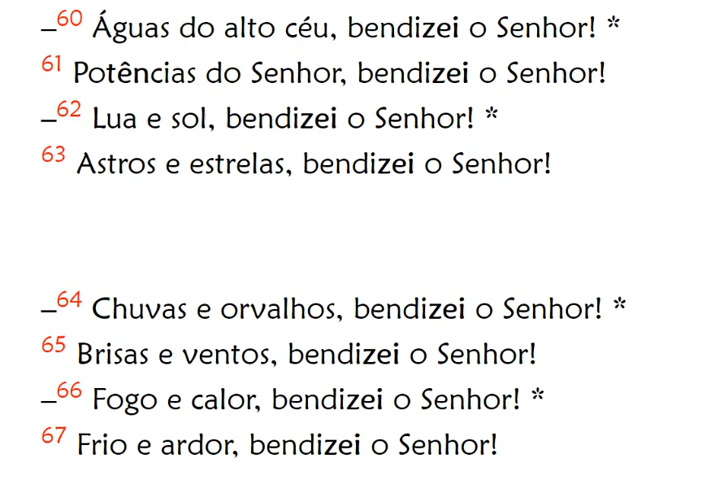 –60 Águas do alto céu, bendizei o Senhor! *
61 Potências do Senhor, bendizei o Senhor!
–62 Lua e sol, bendizei o Senhor! *
63 Astros e estrelas, bendizei o Senhor!
–64 Chuvas e orvalhos, bendizei o Senhor! *
65 Brisas e ventos, bendizei o Senhor!
–66 Fogo e calor, bendizei o Senhor! *
67 Frio e ardor, bendizei o Senhor!